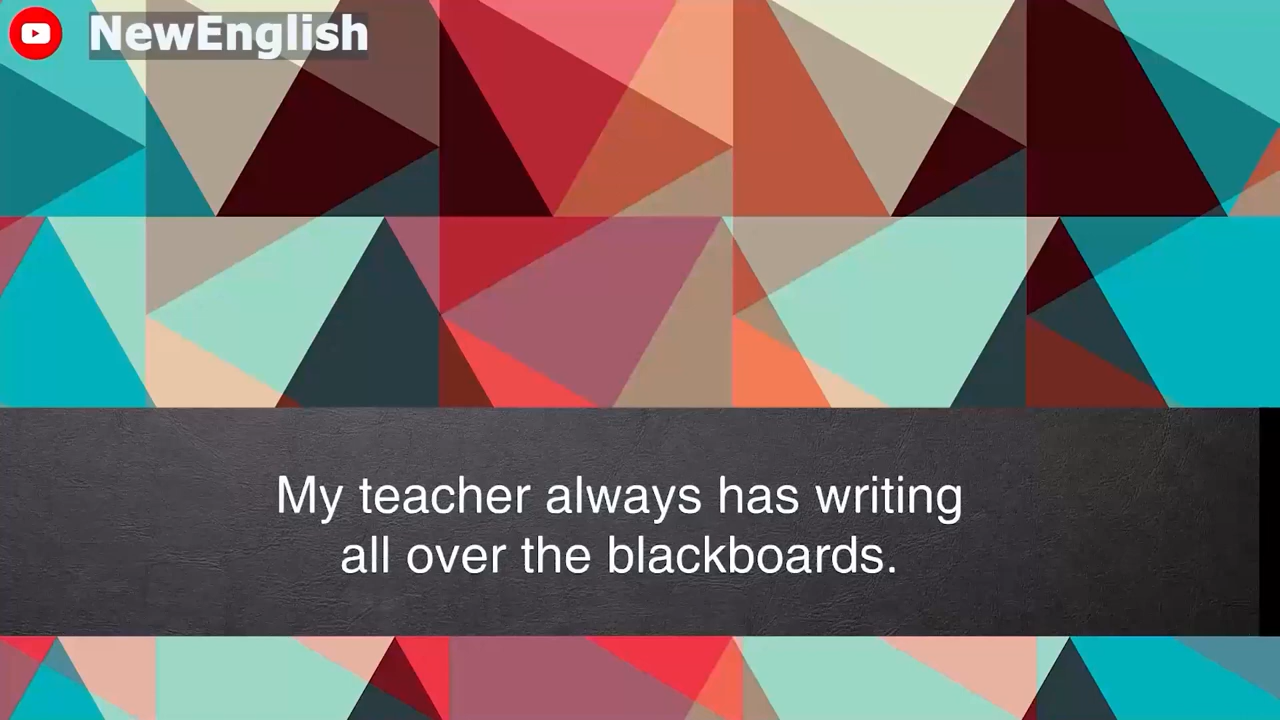 NewEnglish
My teacher always has writing
all over the blackboards.